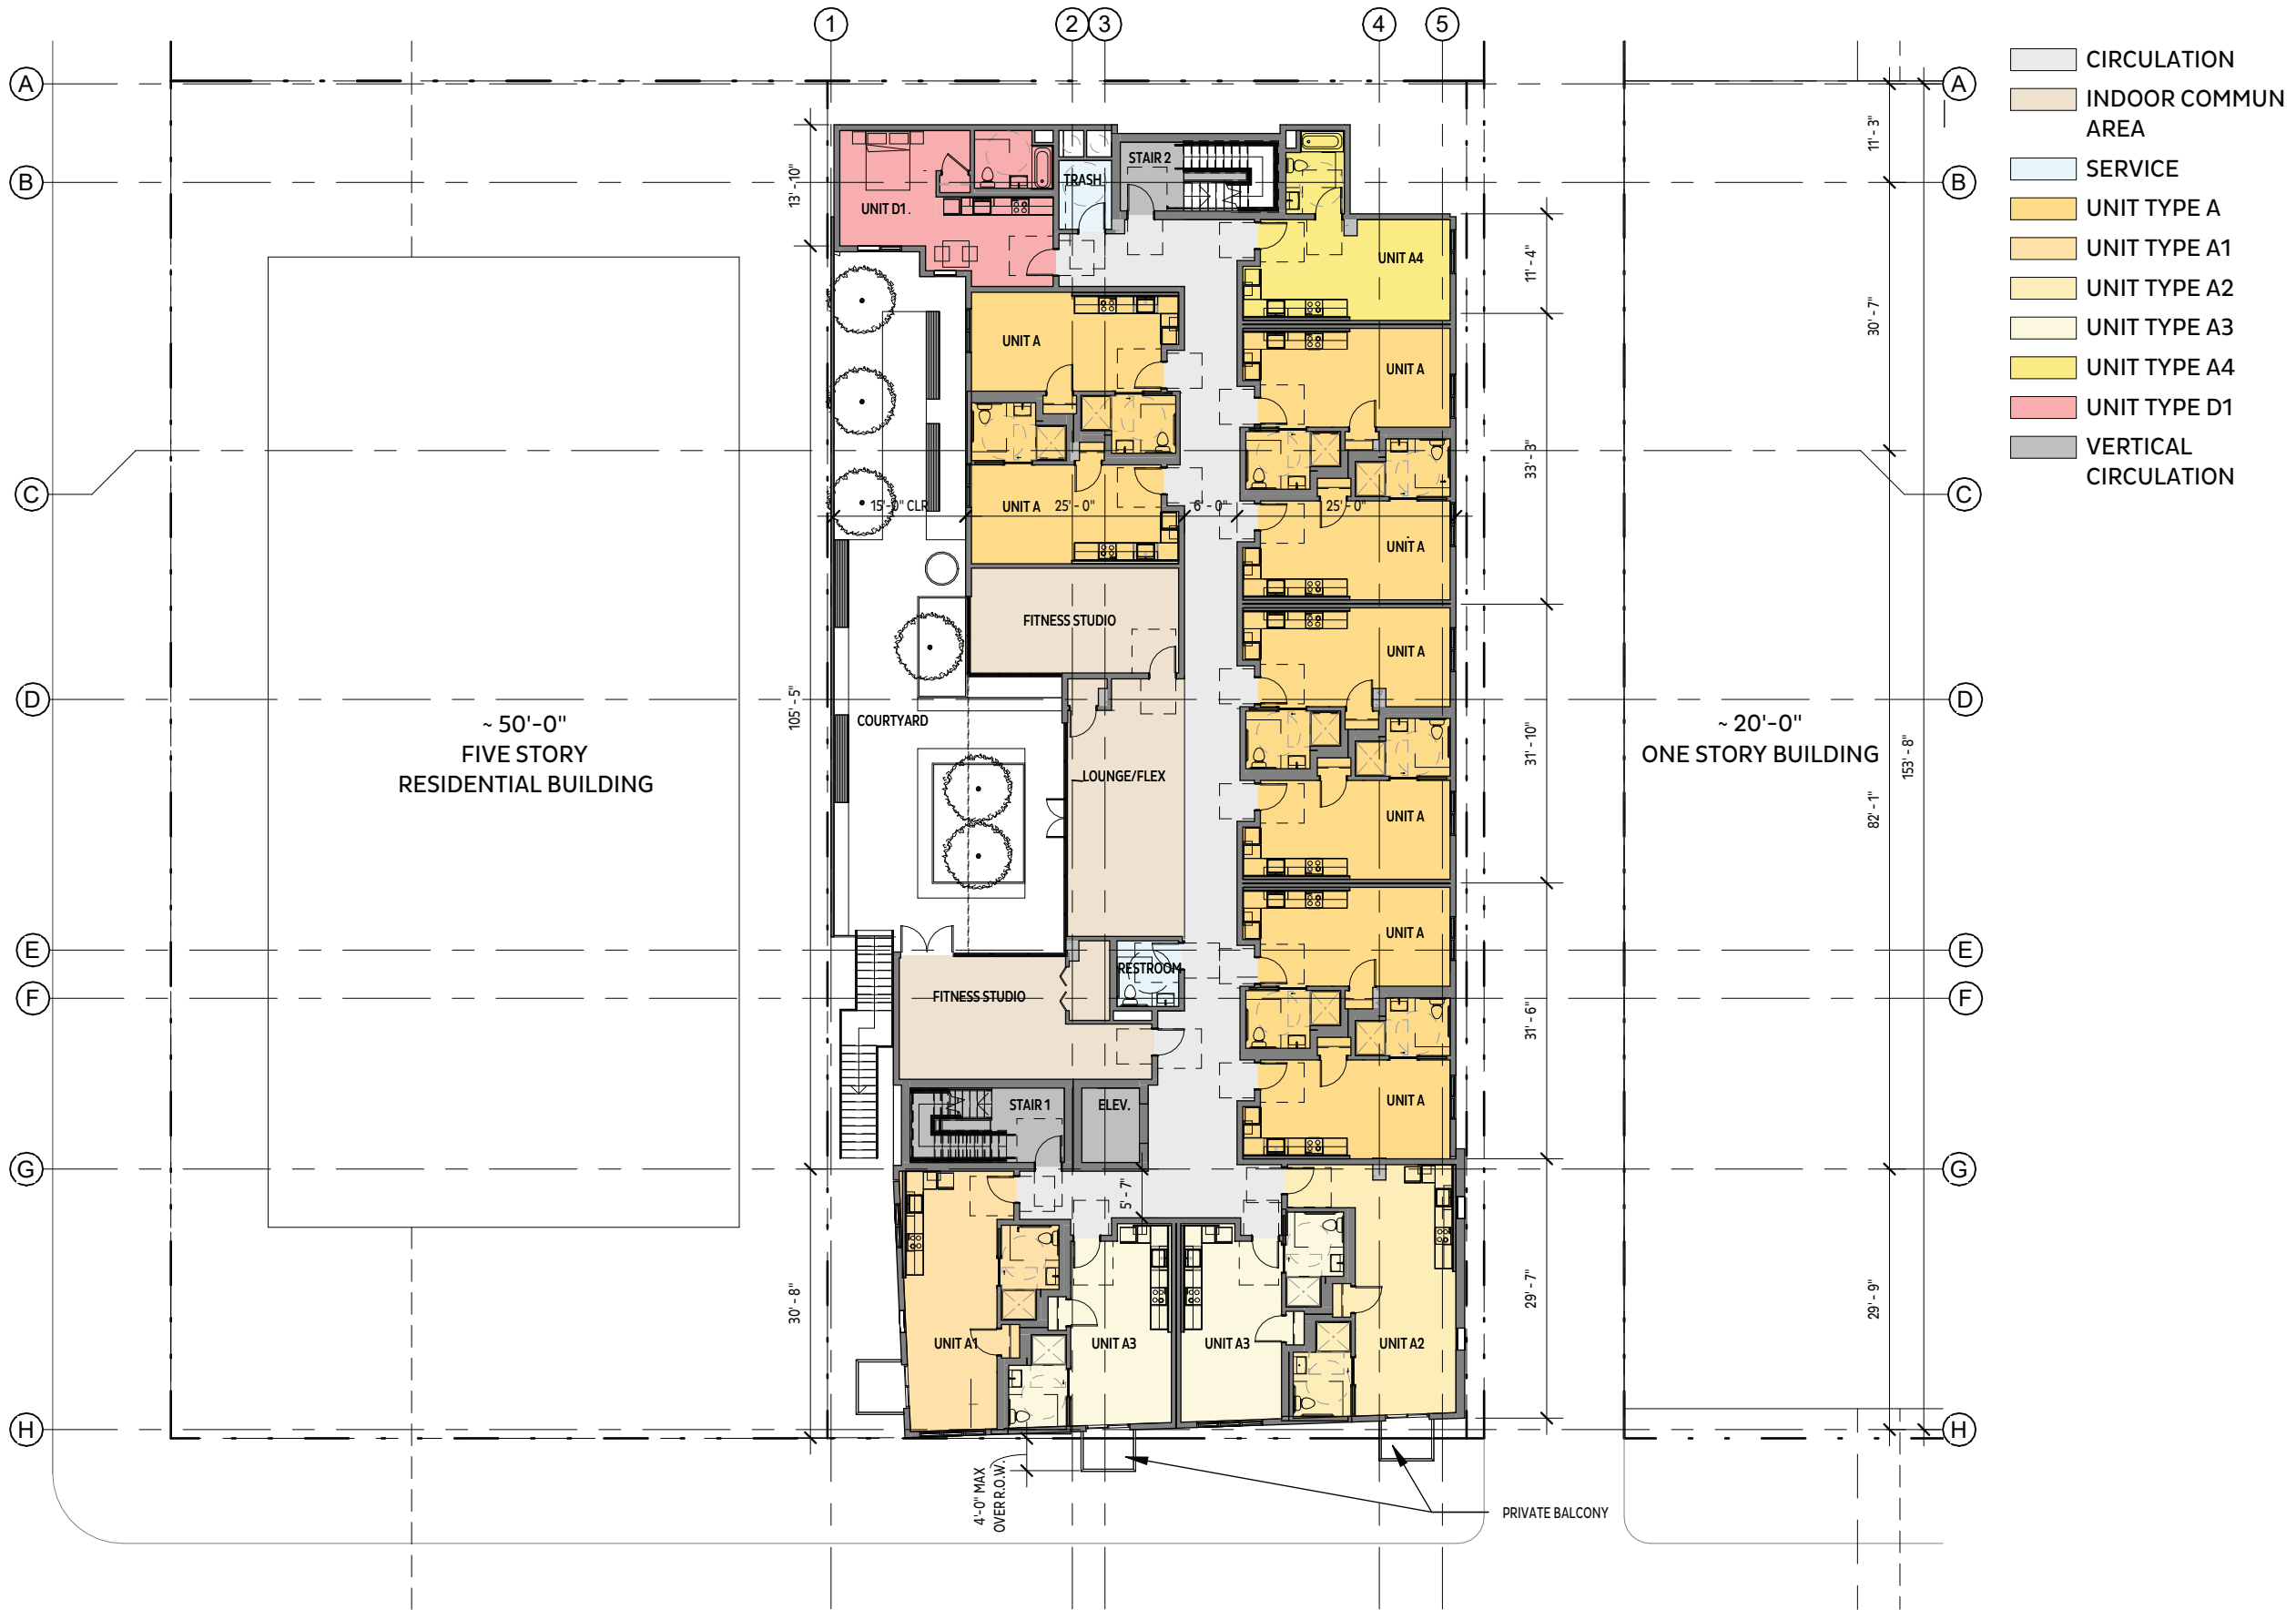 1
2
3
4
5
A
A
B
B
C
C
D
D
E
E
F
F
G
G
H
H
CIRCULATION
INDOOR COMMUN
AREA
SERVICE
UNIT TYPE A
UNIT TYPE A1
UNIT TYPE A2
UNIT TYPE A3
UNIT TYPE A4
UNIT TYPE D1
VERTICAL
CIRCULATION
11' - 3"
30' - 7"
153' - 8"
82' - 1"
29' - 9"
13' - 10"
105' - 5"
30' - 8"
11' - 4"
33' - 3"
31' - 10"
31' - 6"
29' - 7"
STAIR 2
TRASH
UNIT D1
UNIT A4
UNIT A
UNIT A
UNIT A
15' - 0" CLR
25' - 0"
6' - 0"
25' - 0"
UNIT A
FITNESS STUDIO
UNIT A
COURTYARD
LOUNGE/FLEX
UNIT A
UNIT A
RESTROOM
FITNESS STUDIO
STAIR 1
ELEV.
UNIT A
5' - 7"
UNIT A1
UNIT A3
UNIT A3
UNIT A2
~ 50'-0"
FIVE STORY
RESIDENTIAL BUILDING
~ 20'-0"
ONE STORY BUILDING
4'-0" MAX
OVER R.O.W.
PRIVATE BALCONY